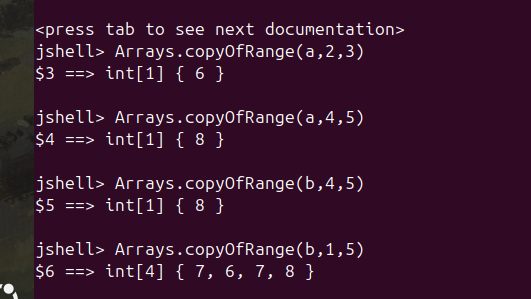 <press tab to see next documentation>
jshell> Arrays.copyOfRange(a,2,3)
$3 ==> int[1] { 6 }
jshell> Arrays.copyOfRange(a,4,5)
$4 ==> int[1] { 8 }
jshell> Arrays.copyOfRange(b,4,5)
$5 ==> int[1] { 8 }
jshell> Arrays.copyOfRange(b,1,5)
$6 ==> int[4] { 7, 6, 7, 8 }